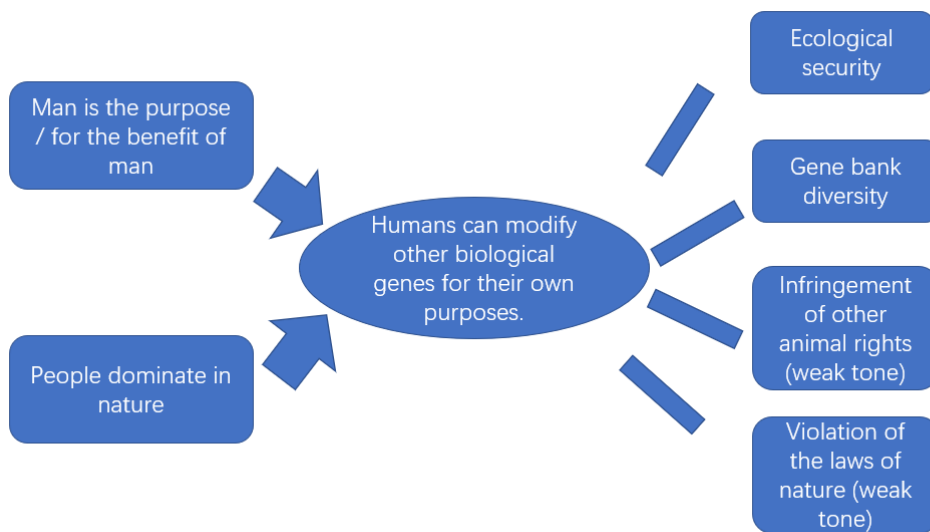 Man is the purpose
/ for the benefit of
man
People dominate in
nature
Humans can modify
other biological
genes for their own
purposes.
Ecological
security
Gene bank
diversity
Infringement
of other
animal rights
(weak tone)
Violation of
the laws of
nature (weak
tone)